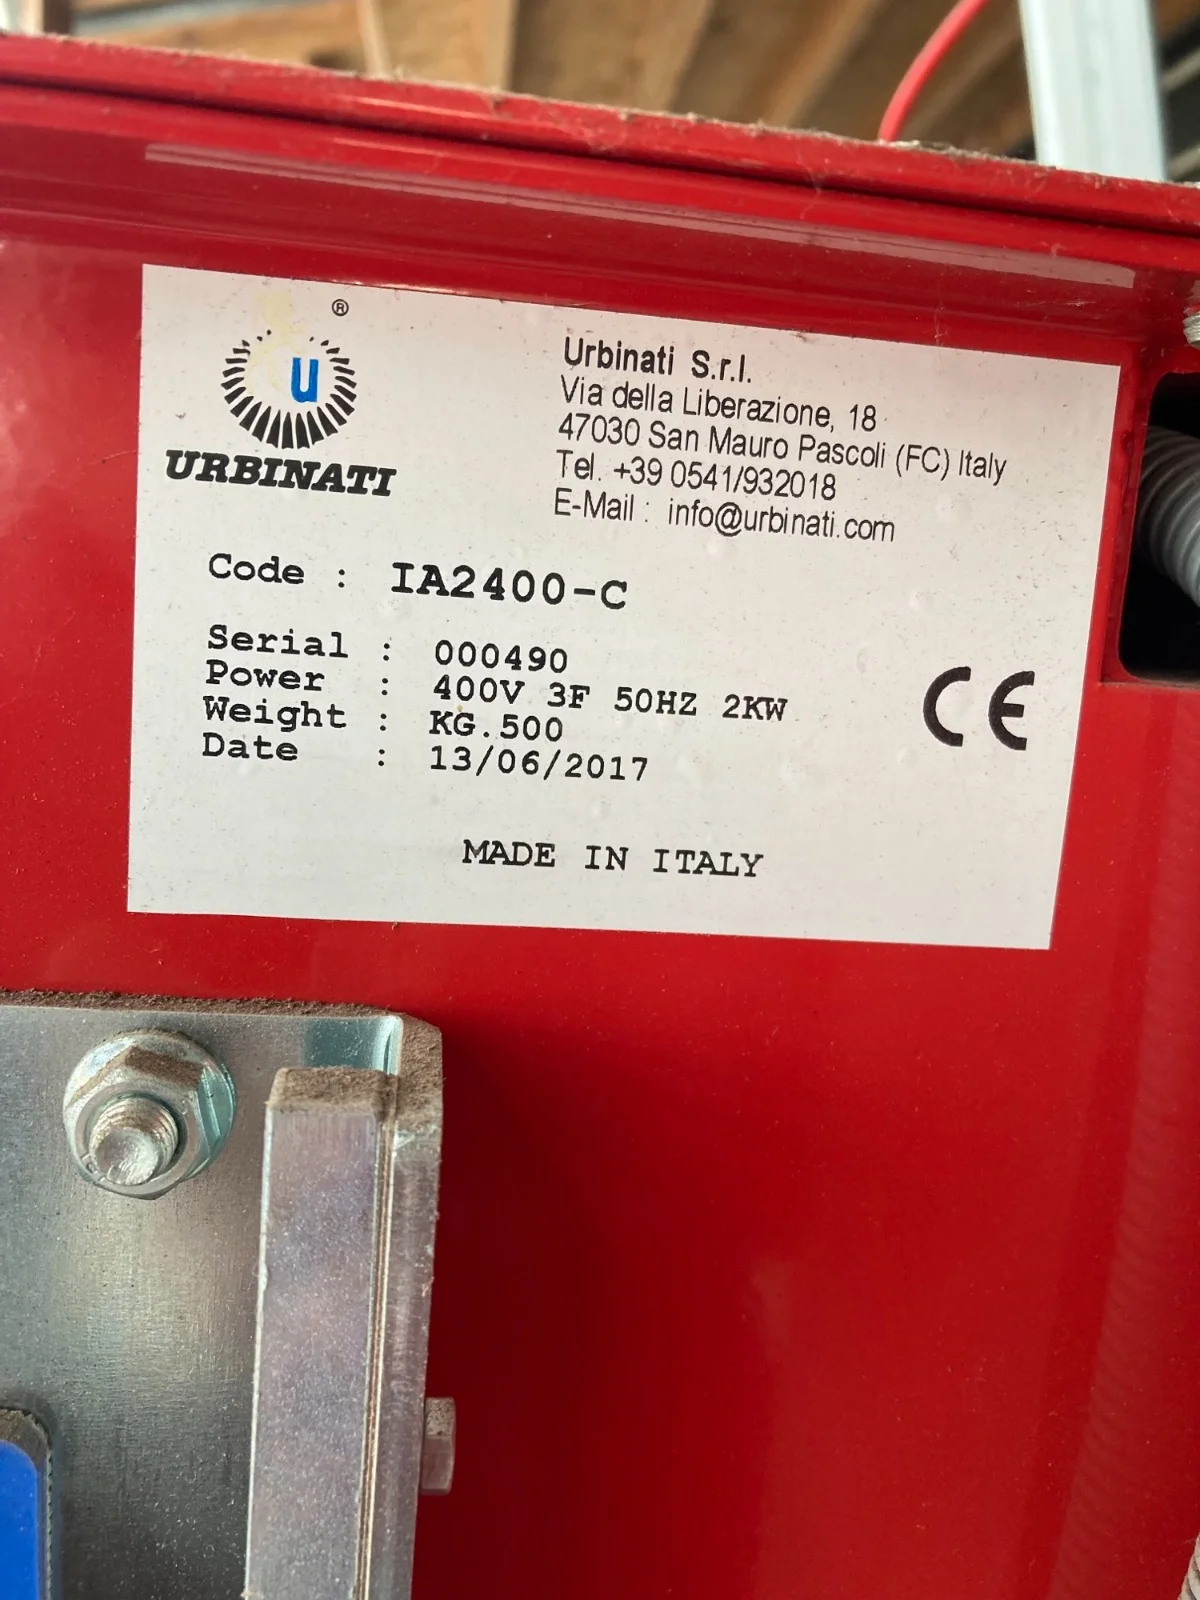 ®
U
URBINATI
Urbinati S.r.l.
Via della Liberazione, 18
47030 San Mauro Pascoli (FC) Italy
Tel. +39 0541/932018
E-Mail : info@urbinati.com
Code : IA2400-C
Serial : 000490
Power : 400V 3F 50HZ 2KW
Weight : KG.500
Date : 13/06/2017
CE
MADE IN ITALY